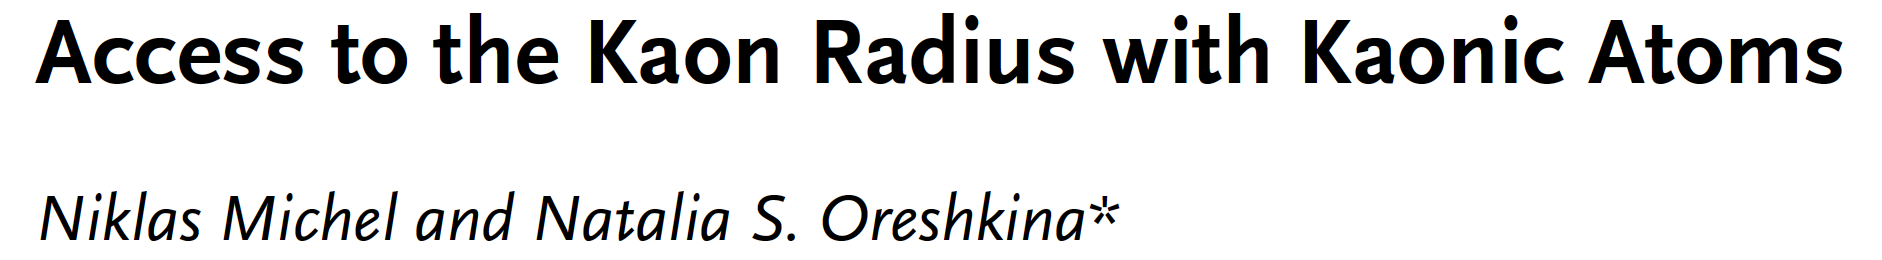 Access to the Kaon Radius with Kaonic Atoms
Niklas Michel and Natalia S. Oreshkina*